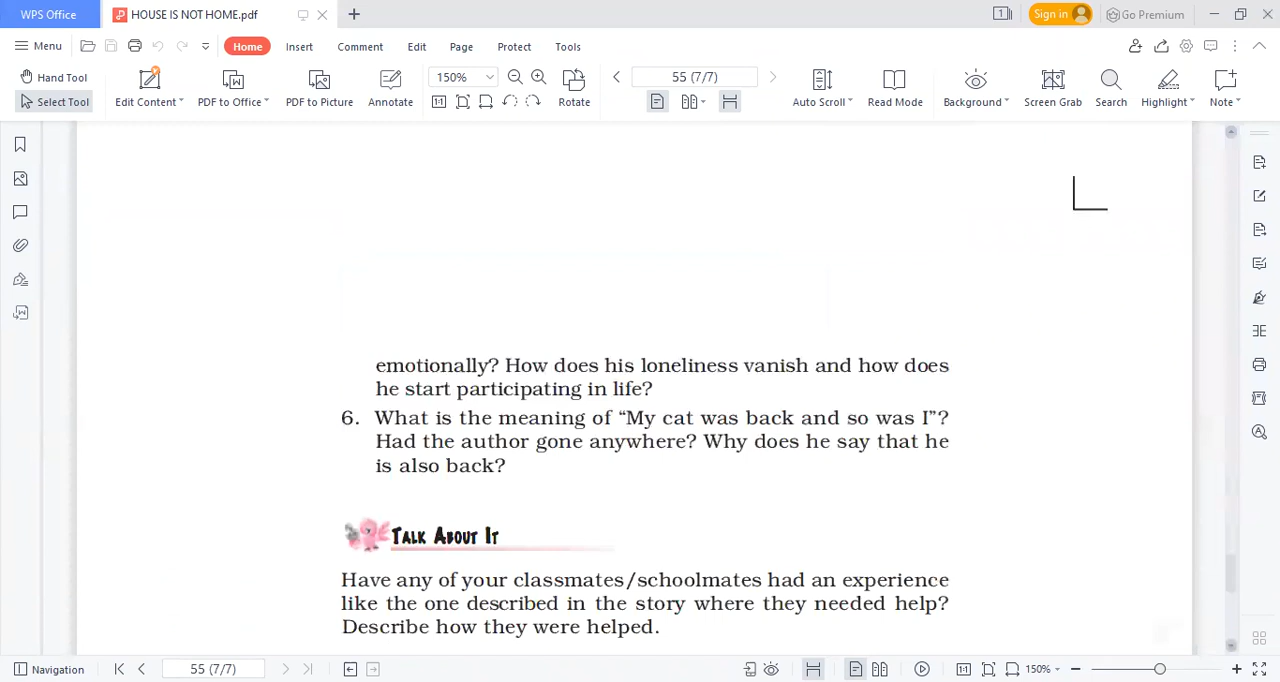 WPS Office
HOUSE IS NOT HOME.pdf
1
Sign in
Go Premium
Menu
Home
Insert
Comment
Edit
Page
Protect
Tools
Hand Tool
Select Tool
Edit Content
PDF to Office
PDF to Picture
Annotate
150%
1:1
Rotate
55 (7/7)
Auto Scroll
Read Mode
Background
Screen Grab
Search
Highlight
Note
emotionally? How does his loneliness vanish and how does
he start participating in life?
6. What is the meaning of “My cat was back and so was I”?
Had the author gone anywhere? Why does he say that he
is also back?
TALK ABOUT IT
Have any of your classmates/schoolmates had an experience
like the one described in the story where they needed help?
Describe how they were helped.
Navigation
55 (7/7)
1:1
150%